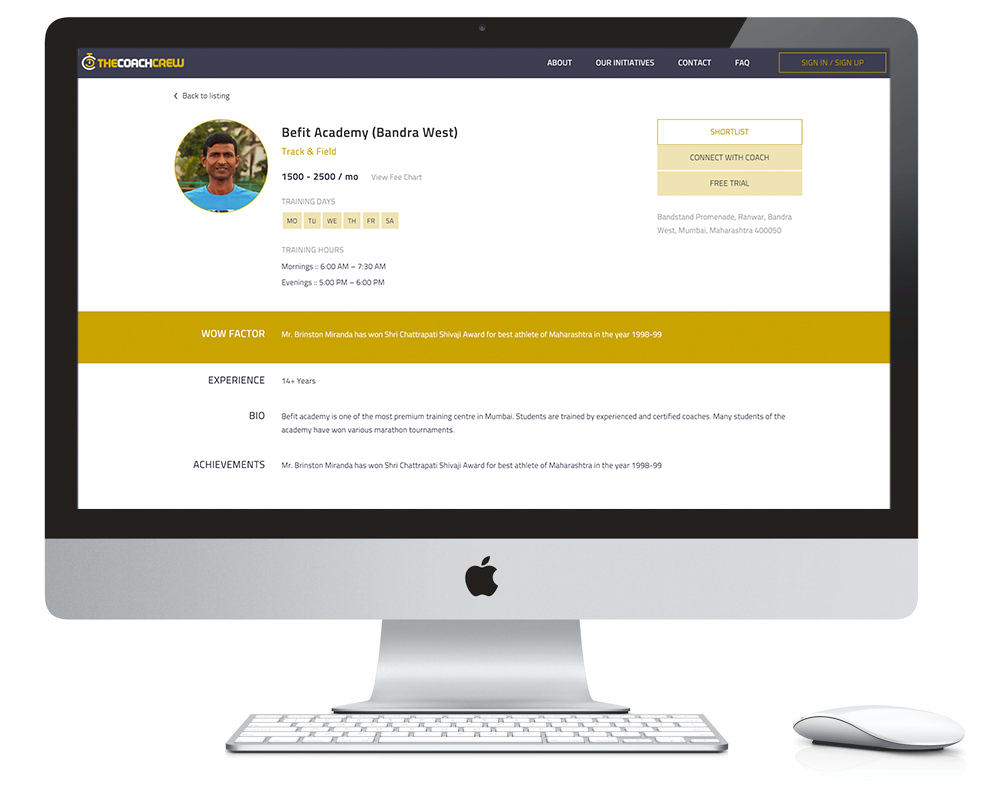 THECOACHCREW
ABOUT
OUR INITIATIVES
CONTACT
FAQ
SIGN IN / SIGN UP
Back to listing
Befit Academy (Bandra West)
Track & Field
1500 - 2500 / mo
View Fee Chart
TRAINING DAYS
MO
TU
WE
TH
FR
SA
TRAINING HOURS
Mornings :: 6:00 AM – 7:30 AM
Evenings :: 5:00 PM – 6:00 PM
SHORTLIST
CONNECT WITH COACH
FREE TRIAL
Bandstand Promenade, Ranwar, Bandra
West, Mumbai, Maharashtra 400050
WOW FACTOR
Mr. Brinston Miranda has won Shri Chattrapati Shivaji Award for best athlete of Maharashtra in the year 1998-99
EXPERIENCE
14+ Years
BIO
Befit academy is one of the most premium training centre in Mumbai. Students are trained by experienced and certified coaches. Many students of the
academy have won various marathon tournaments.
ACHIEVEMENTS
Mr. Brinston Miranda has won Shri Chattrapati Shivaji Award for best athlete of Maharashtra in the year 1998-99